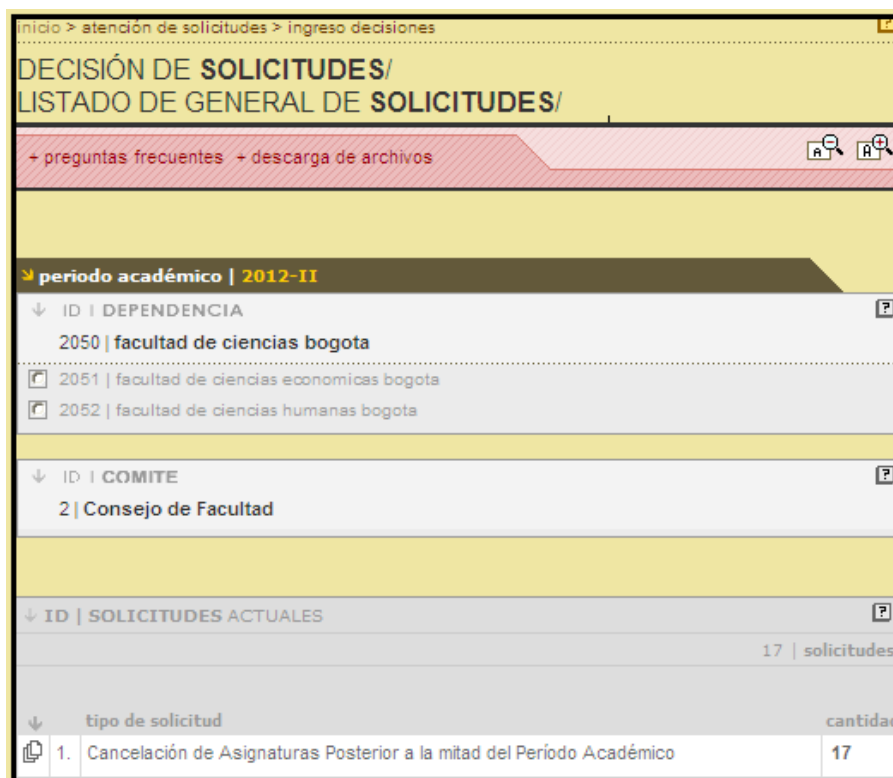 inicio > atención de solicitudes > ingreso decisiones
DECISIÓN DE SOLICITUDES/
LISTADO DE GENERAL DE SOLICITUDES/
+ preguntas frecuentes + descarga de archivos
periodo académico | 2012-II
ID | DEPENDENCIA
2050 | facultad de ciencias bogota
2051 | facultad de ciencias economicas bogota
2052 | facultad de ciencias humanas bogota
ID | COMITE
2 | Consejo de Facultad
ID | SOLICITUDES ACTUALES
17 | solicitudes
tipo de solicitud cantidad
1. Cancelación de Asignaturas Posterior a la mitad del Período Académico 17